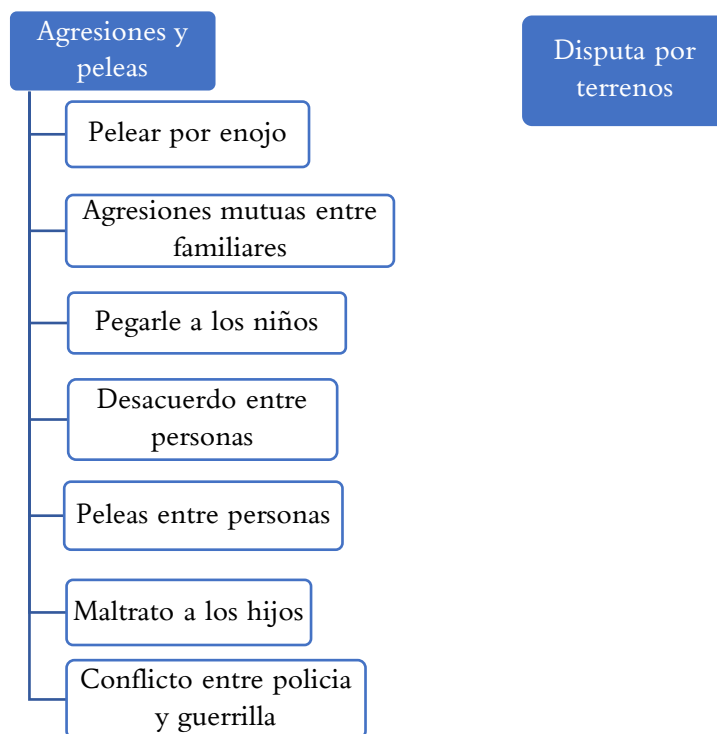 Agresiones y
peleas
Disputa por
terrenos
Pelear por enojo
Agresiones mutuas entre
familiares
Pegarle a los niños
Desacuerdo entre
personas
Peleas entre personas
Maltrato a los hijos
Conflicto entre policia
y guerrilla